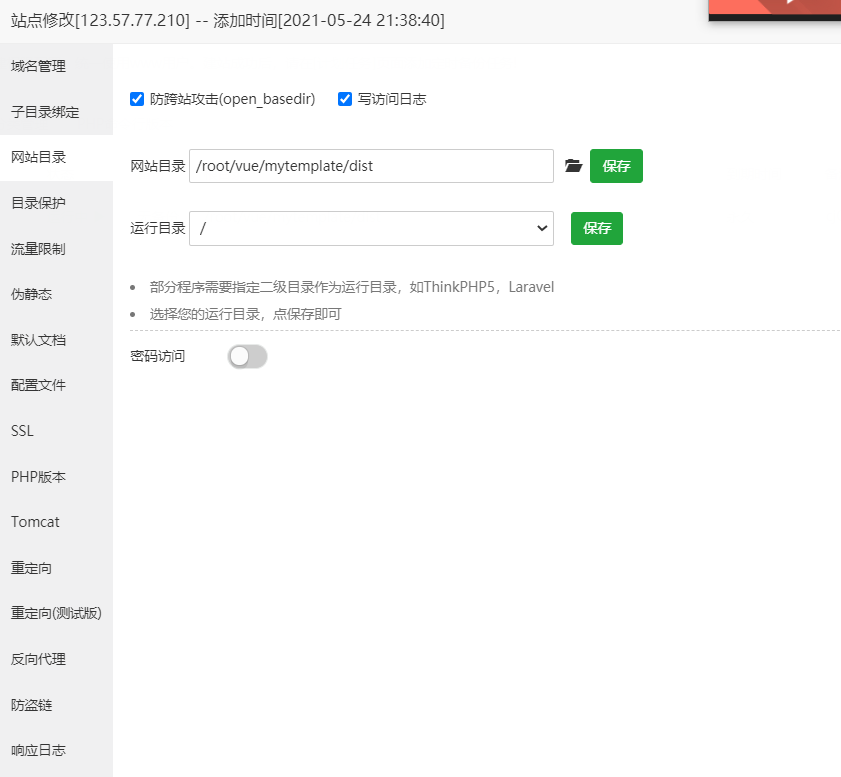 站点修改[123.57.77.210] -- 添加时间[2021-05-24 21:38:40]
域名管理
子目录绑定
网站目录
目录保护
流量限制
伪静态
默认文档
配置文件
SSL
PHP版本
Tomcat
重定向
重定向(测试版)
反向代理
防盗链
响应日志
防跨站攻击(open_basedir) 写访问日志
网站目录 /root/vue/mytemplate/dist 保存
运行目录 / 保存
部分程序需要指定二级目录作为运行目录，如ThinkPHP5，Laravel
选择您的运行目录，点保存即可
密码访问